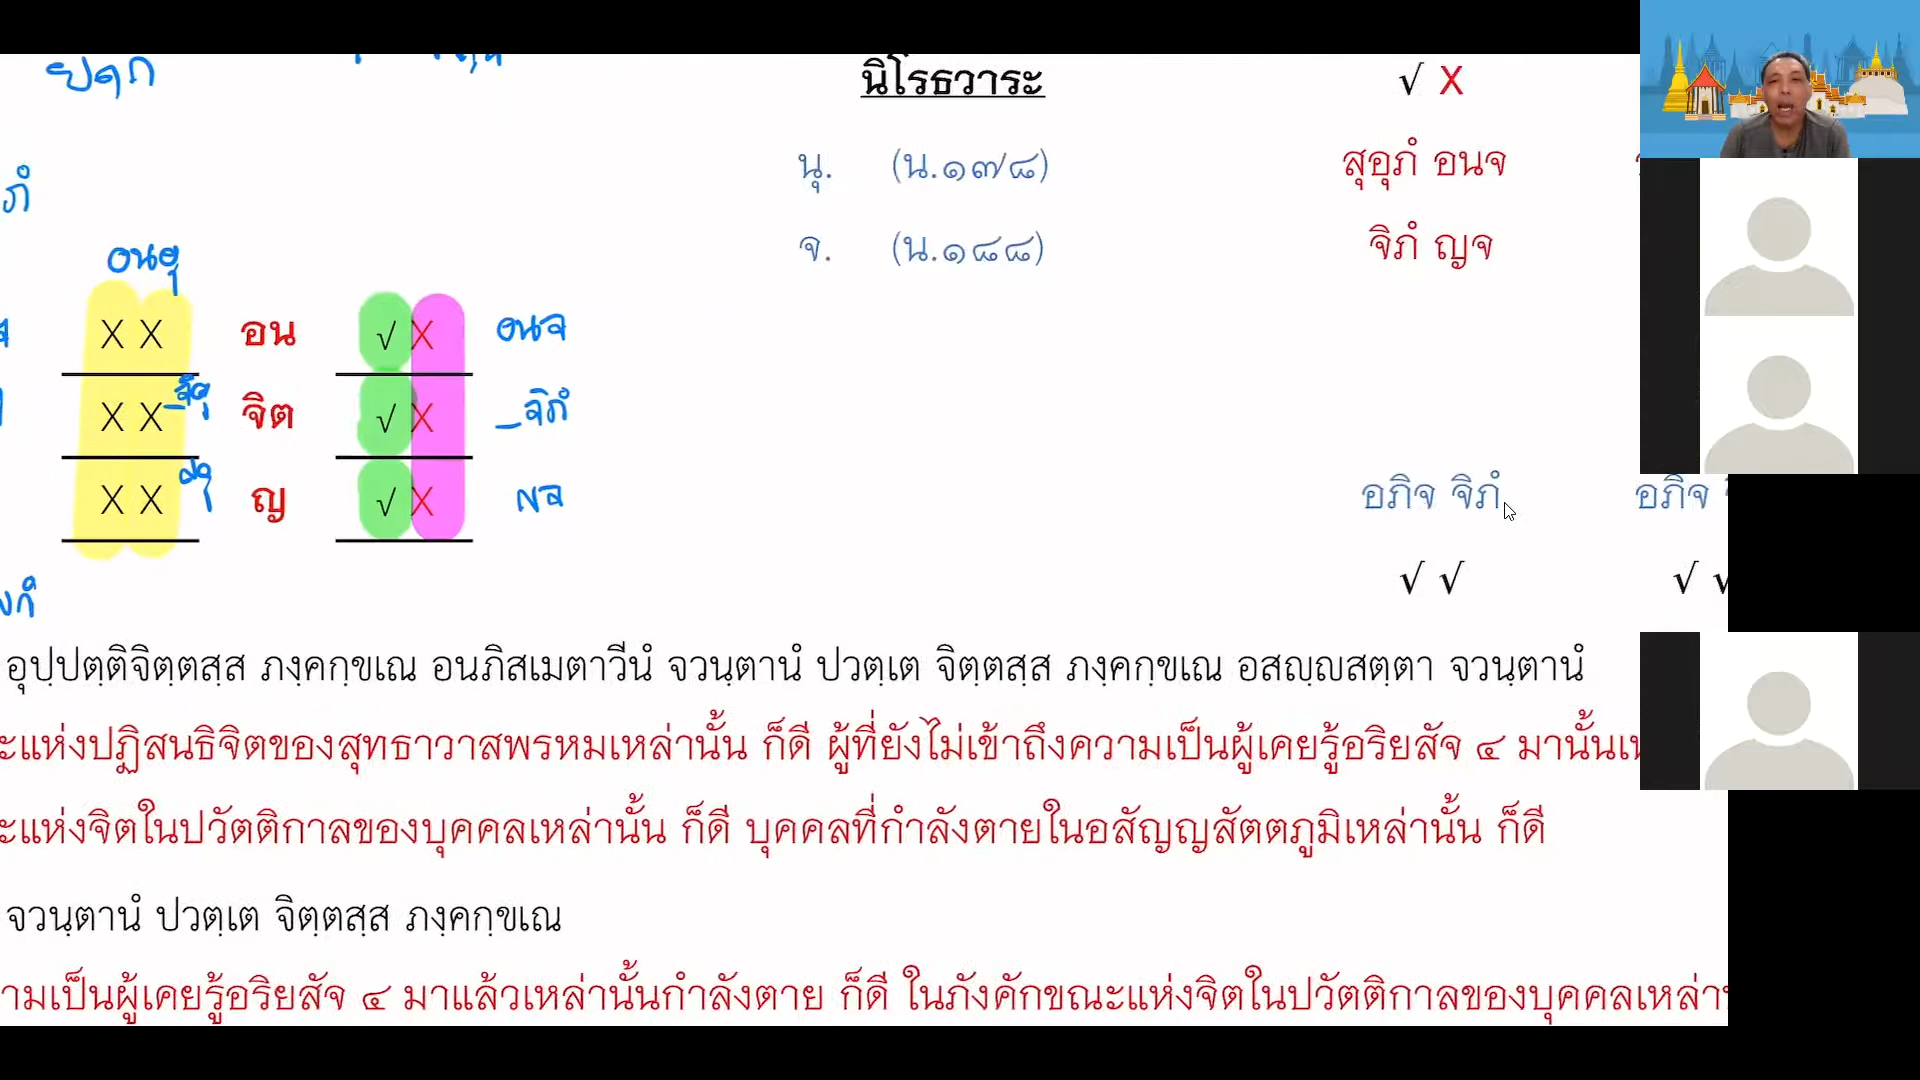 นิโรธวาระ
√ X
นุ. (น.๑๗๘) สุอุภํ อนจ
จ. (น.๑๘๘) จิภํ ญจ
อนุ
X X อน √ X อนจ
X X จิต √ X _จิภํ
X X ญ √ X ญจ
อภิจ จิภํ อภิจ
√ √ √ √
อุปฺปตฺติจิตฺตสฺส ภงฺคกฺขเณ อนภิสเมตาวีนํ จวนฺตานํ ปวตฺเต จิตฺตสฺส ภงฺคกฺขเณ อสญฺญสตฺตา จวนฺตานํ
ะแห่งปฏิสนธิจิตของสุทธาวาสพรหมเหล่านั้น ก็ดี ผู้ที่ยังไม่เข้าถึงความเป็นผู้เคยรู้อริยสัจ ๔ มานั้นเ
ะแห่งจิตในปวัตติกาลของบุคคลเหล่านั้น ก็ดี บุคคลที่กำลังตายในอสัญญสัตตภูมิเหล่านั้น ก็ดี
จวนฺตานํ ปวตฺเต จิตฺตสฺส ภงฺคกฺขเณ
ามเป็นผู้เคยรู้อริยสัจ ๔ มาแล้วเหล่านั้นกำลังตาย ก็ดี ในภังคักขณะแห่งจิตในปวัตติกาลของบุคคลเหล่า